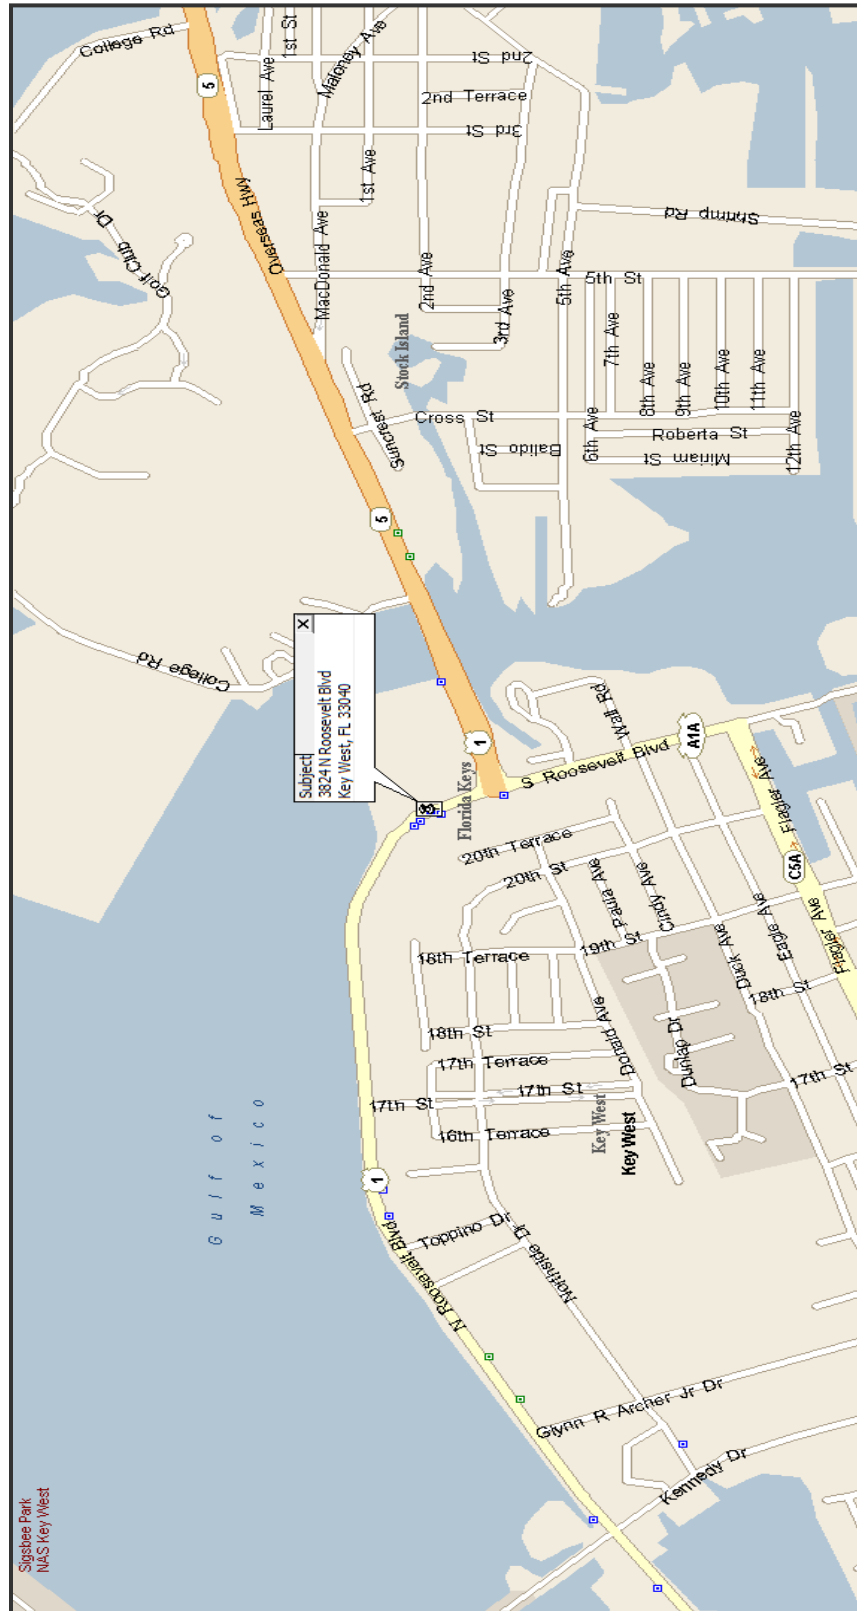 Sigsbee Park
NAS Key West
Gulf of
Mexico
Subject X
3824 N Roosevelt Blvd
Key West, FL 33040
College Rd
Golf Club Dr
College Rd
5
Overseas Hwy
5
1
1
Laurel Ave
1st St
Maloney Ave
2nd St
2nd Terrace
3rd St
1st Ave
MacDonald Ave
2nd Ave
3rd Ave
5th Ave
Shrimp Rd
5th St
7th Ave
8th Ave
9th Ave
10th Ave
11th Ave
12th Ave
6th Ave
Stock Island
Suncrest Rd
Cross St
Balido St
Roberta St
Miriam St
Florida Keys
S Roosevelt Blvd
Wall Rd
A1A
Flagler Ave
C5A
Flagler Ave
20th Terrace
20th St
Paula Ave
Cindy Ave
19th St
Duck Ave
Eagle Ave
18th St
18th Terrace
18th St
17th Terrace
17th St
17th St
16th Terrace
Donald Ave
Dunlap Dr
17th St
Key West
Key West
N Roosevelt Blvd
Toppino Dr
Northside Dr
Glynn R Archer Jr Dr
Kennedy Dr